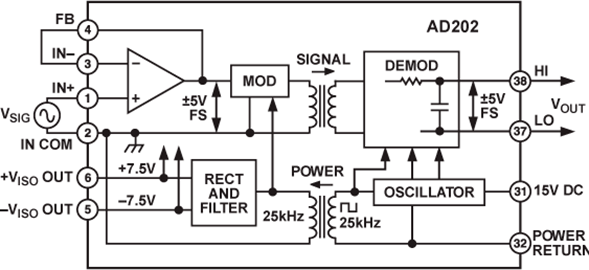 FB
4
AD202
IN–
3
SIGNAL
DEMOD
–
IN+
1
+
MOD
38
HI
±5V
FS
±5V
FS
VSIG
VOUT
2
37
LO
IN COM
+VISO OUT
6
+7.5V
RECT
AND
FILTER
POWER
OSCILLATOR
31
15V DC
–VISO OUT
5
–7.5V
25kHz
25kHz
32
POWER
RETURN